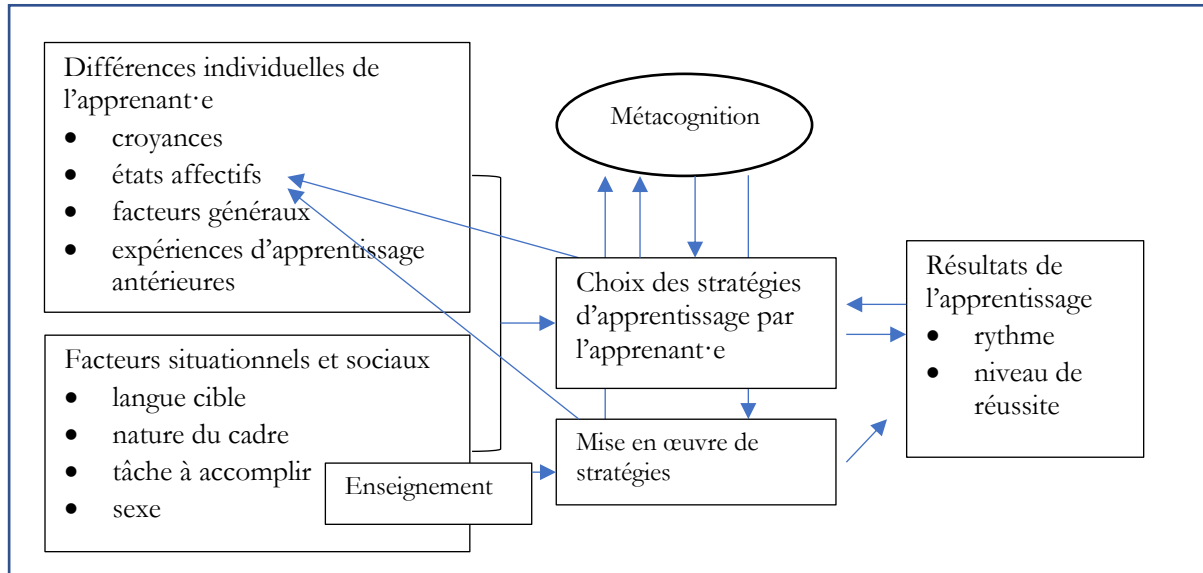 Différences individuelles de
l’apprenant·e
• croyances
• états affectifs
• facteurs généraux
• expériences d’apprentissage
antérieures
Facteurs situationnels et sociaux
• langue cible
• nature du cadre
• tâche à accomplir
• sexe
Enseignement
Métacognition
Choix des stratégies
d’apprentissage par
l’apprenant·e
Mise en œuvre de
stratégies
Résultats de
l’apprentissage
• rythme
• niveau de
réussite